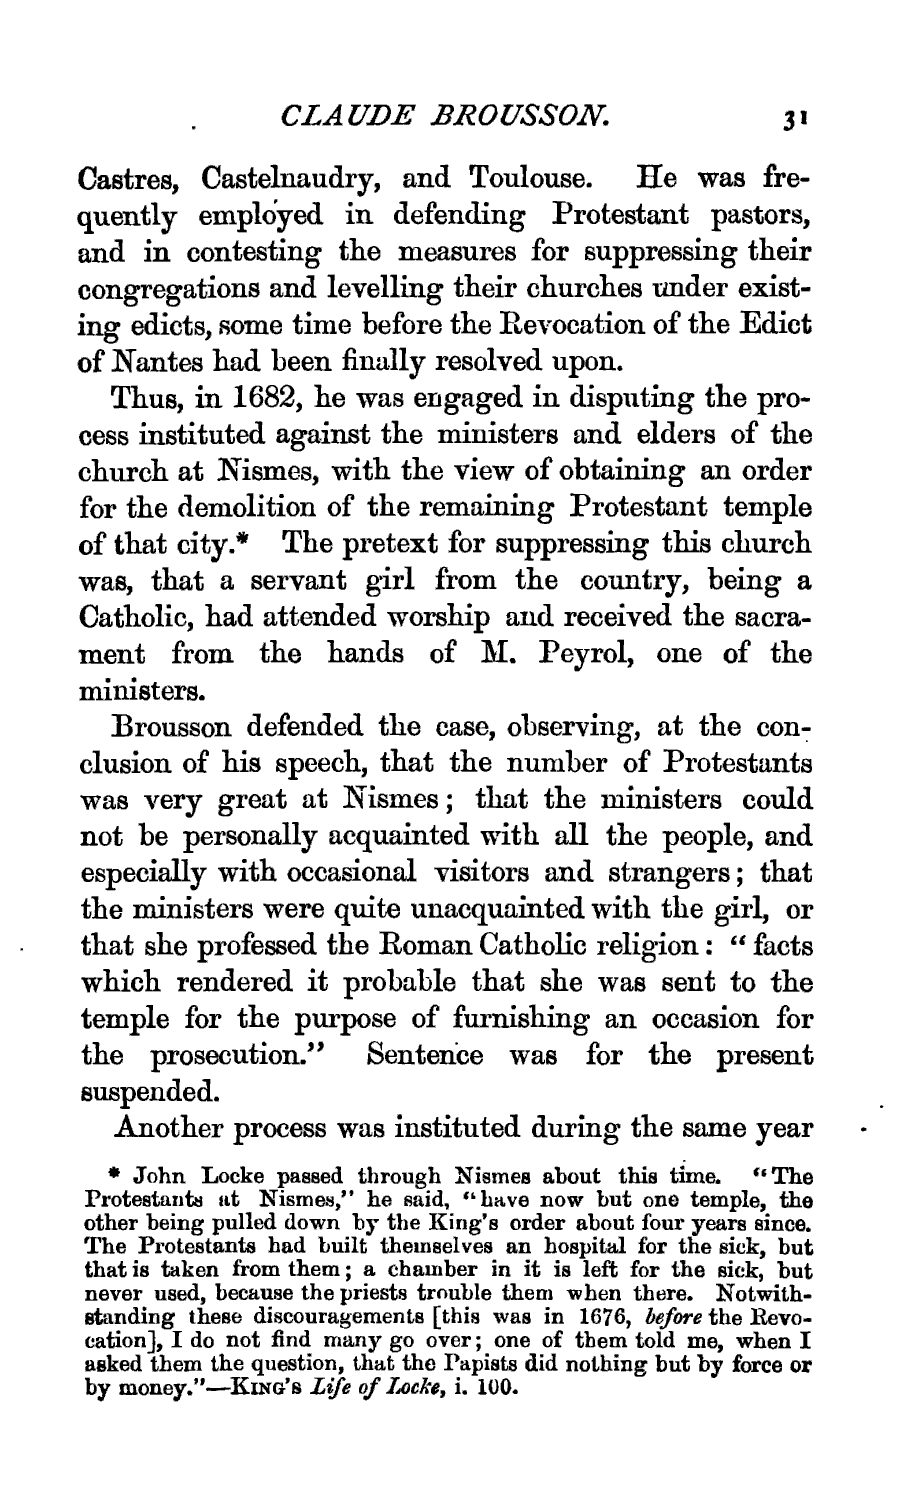 CLAUDE BROUSSON. 31
Castres, Castelnaudry, and Toulouse. He was fre-
quently employed in defending Protestant pastors,
and in contesting the measures for suppressing their
congregations and levelling their churches under exist-
ing edicts, some time before the Revocation of the Edict
of Nantes had been finally resolved upon.
Thus, in 1682, he was engaged in disputing the pro-
cess instituted against the ministers and elders of the
church at Nismes, with the view of obtaining an order
for the demolition of the remaining Protestant temple
of that city.* The pretext for suppressing this church
was, that a servant girl from the country, being a
Catholic, had attended worship and received the sacra-
ment from the hands of M. Peyrol, one of the
ministers.
Brousson defended the case, observing, at the con-
clusion of his speech, that the number of Protestants
was very great at Nismes; that the ministers could
not be personally acquainted with all the people, and
especially with occasional visitors and strangers; that
the ministers were quite unacquainted with the girl, or
that she professed the Roman Catholic religion: "facts
which rendered it probable that she was sent to the
temple for the purpose of furnishing an occasion for
the prosecution." Sentence was for the present
suspended.
Another process was instituted during the same year
* John Locke passed through Nismes about this time. "The
Protestants at Nismes," he said, "have now but one temple, the
other being pulled down by the King's order about four years since.
The Protestants had built themselves an hospital for the sick, but
that is taken from them; a chamber in it is left for the sick, but
never used, because the priests trouble them when there. Notwith-
standing these discouragements [this was in 1676, before the Revo-
cation], I do not find many go over; one of them told me, when I
asked them the question, that the Papists did nothing but by force or
by money."—KING'S Life of Locke, i. 100.